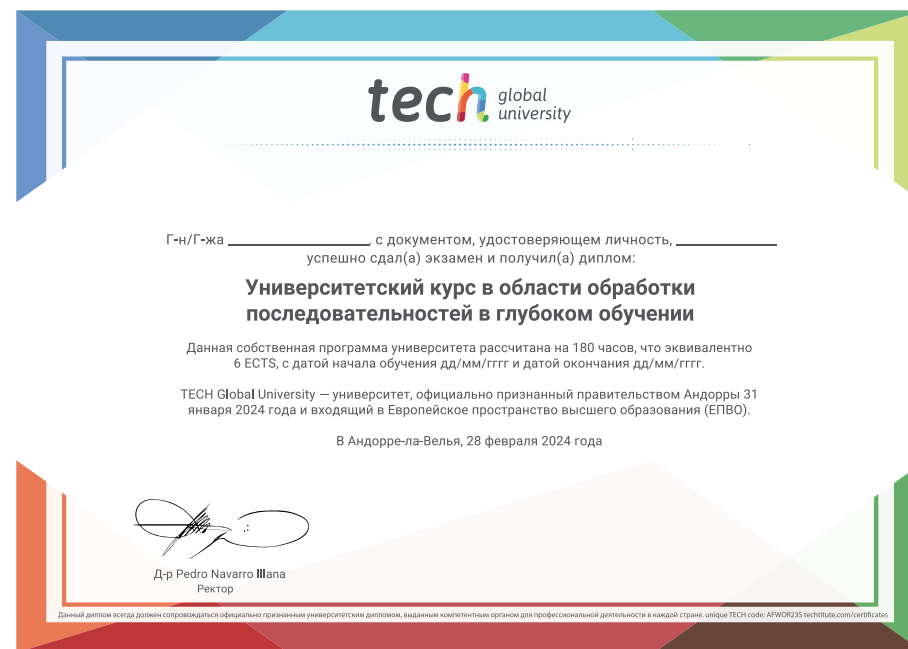 tech global university
Г-н/Г-жа ____________________, с документом, удостоверяющем личность, ______________
успешно сдал(а) экзамен и получил(а) диплом:
Университетский курс в области обработки
последовательностей в глубоком обучении
Данная собственная программа университета рассчитана на 180 часов, что эквивалентно
6 ECTS, с датой начала обучения дд/мм/гггг и датой окончания дд/мм/гггг.
TECH Global University — университет, официально признанный правительством Андорры 31
января 2024 года и входящий в Европейское пространство высшего образования (ЕПВО).
В Андорре-ла-Велья, 28 февраля 2024 года
Д-р Pedro Navarro Illana
Ректор
Данный диплом всегда должен сопровождаться официально признанным университетским дипломом, выданным компетентным органом для профессиональной деятельности в каждой стране. unique TECH code: AFWOR235 techtitute.com/certificates